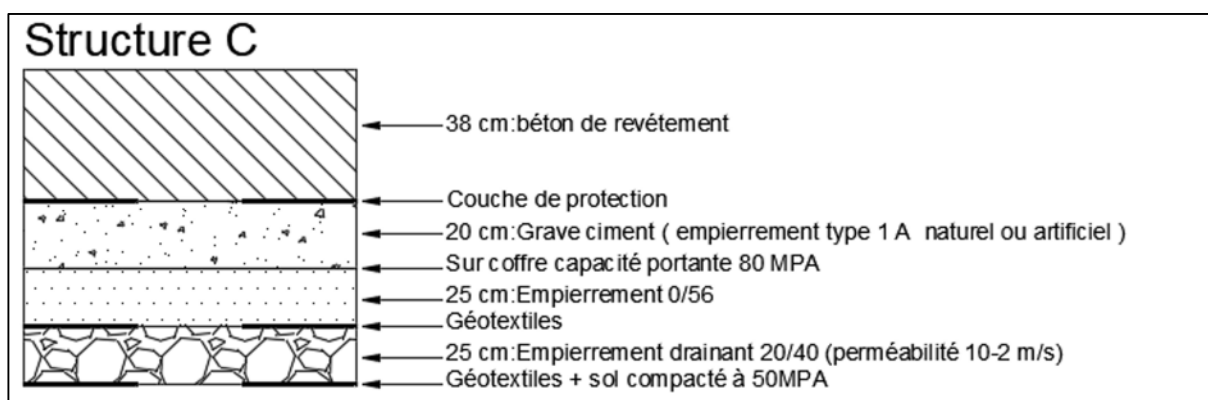 Structure C
38 cm:béton de revétement
Couche de protection
20 cm:Grave ciment ( empierrement type 1 A naturel ou artificiel )
Sur coffre capacité portante 80 MPA
25 cm:Empierrement 0/56
Géotextiles
25 cm:Empierrement drainant 20/40 (perméabilité 10-2 m/s)
Géotextiles + sol compacté à 50MPA